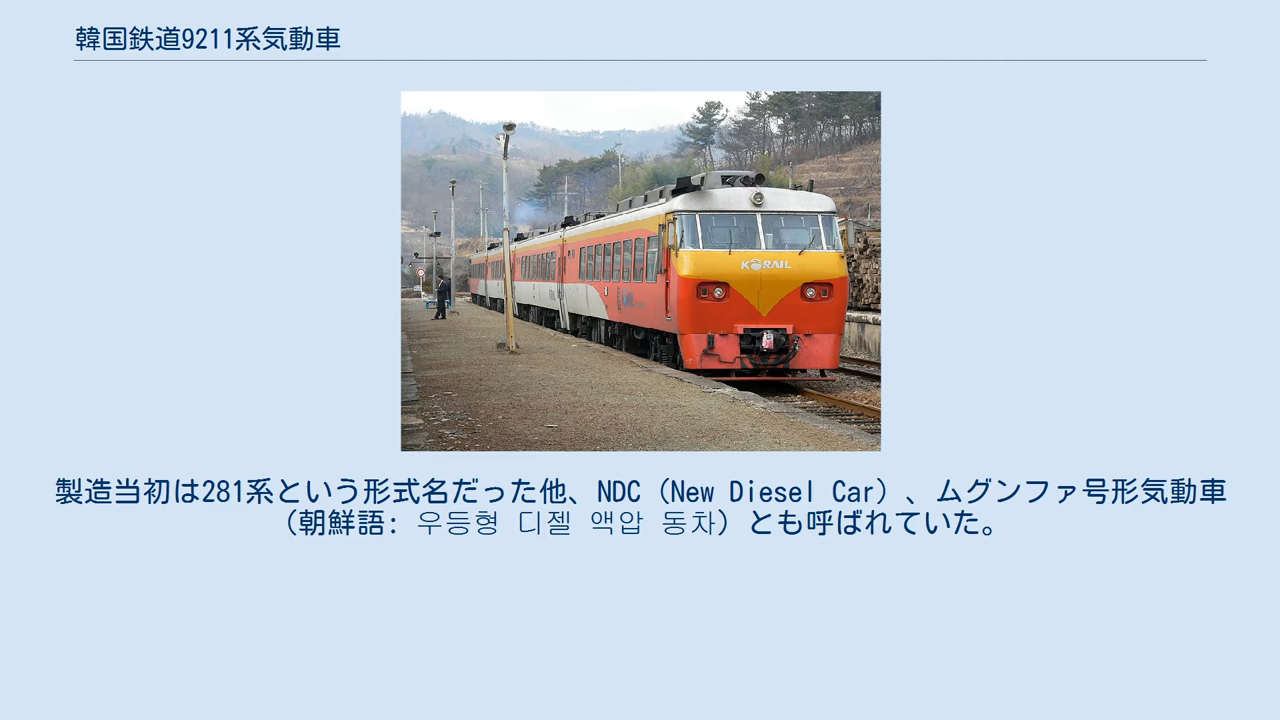 韓国鉄道9211系気動車
KORAIL
製造当初は281系という形式名だった他、NDC（New Diesel Car）、ムグンファ号形気動車
（朝鮮語: 우등형 디젤 액압 동차）とも呼ばれていた。